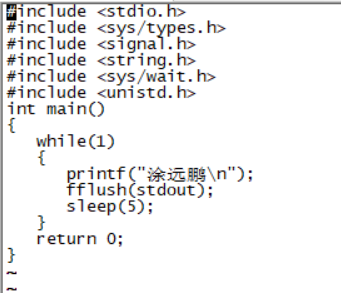 #include <stdio.h>
#include <sys/types.h>
#include <signal.h>
#include <string.h>
#include <sys/wait.h>
#include <unistd.h>
int main()
{
   while(1)
   {
      printf("涂远鹏\n");
      fflush(stdout);
      sleep(5);
   }
   return 0;
}
~
~